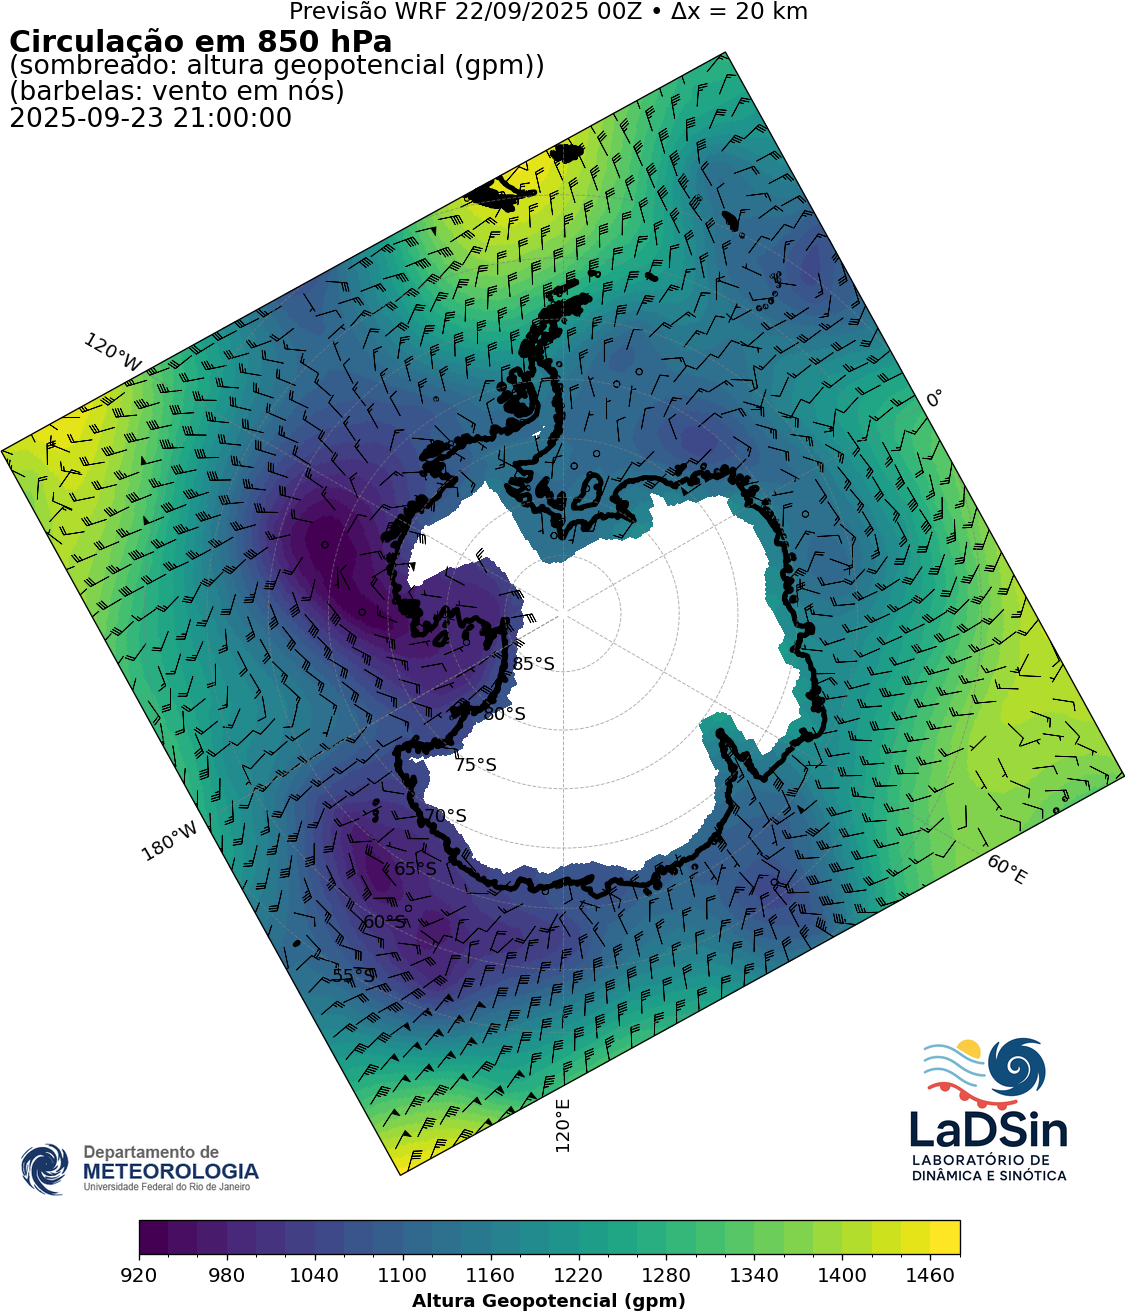 Previsão WRF 22/09/2025 00Z • Δx = 20 km
Circulação em 850 hPa
(sombreado: altura geopotencial (gpm))
(barbelas: vento em nós)
2025-09-23 21:00:00
120°W
0°
85°S
80°S
75°S
70°S
180°W
65°S
60°E
60°S
55°S
120°E
LaDSin
LABORATÓRIO DE
DINÂMICA E SINÓTICA
Departamento de
METEOROLOGIA
Universidade Federal do Rio de Janeiro
920 980 1040 1100 1160 1220 1280 1340 1400 1460
Altura Geopotencial (gpm)